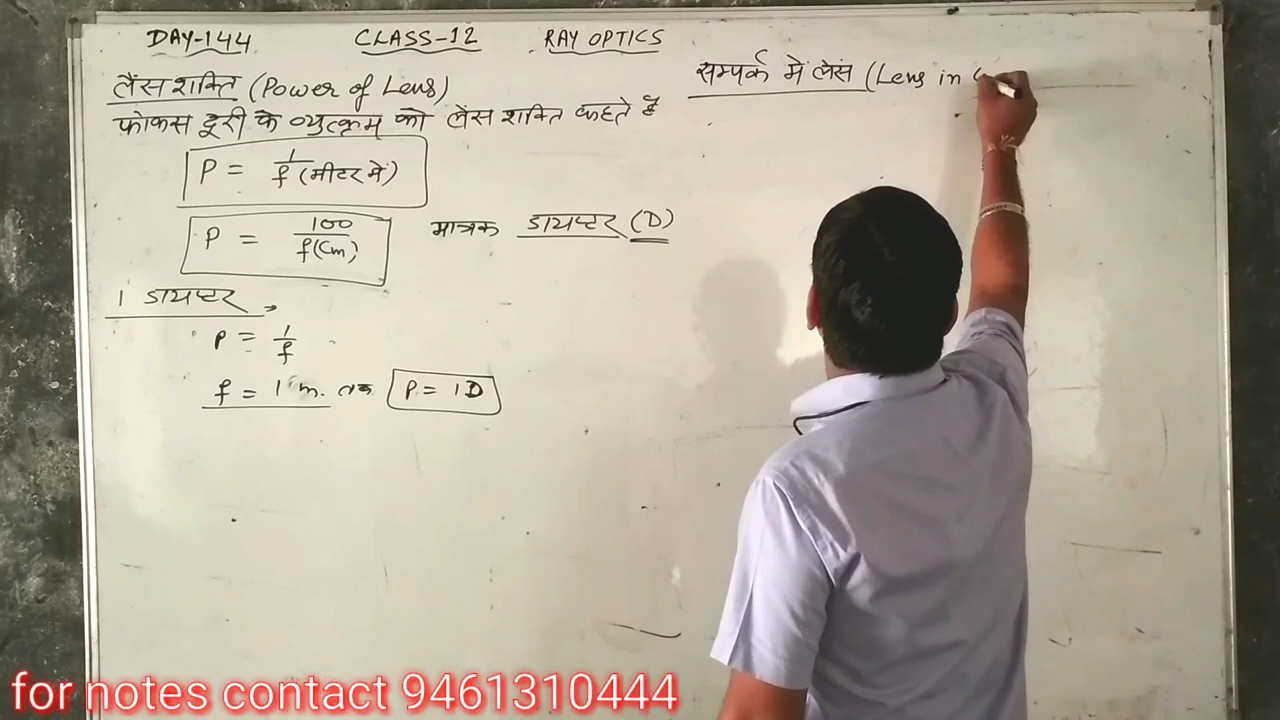 DAY-144 CLASS-12 RAY OPTICS
लैंस शक्ति (Power of Lens)
फोकस दूरी के व्युत्क्रम को लैंस शक्ति कहते है
P = 1/f (मीटर में)
P = 100/f(Cm) मात्रक डायप्टर (D)
1 डायप्टर
P = 1/f
f = 1 m. तब P = 1D
सम्पर्क में लेंस (Lens in
for notes contact 9461310444